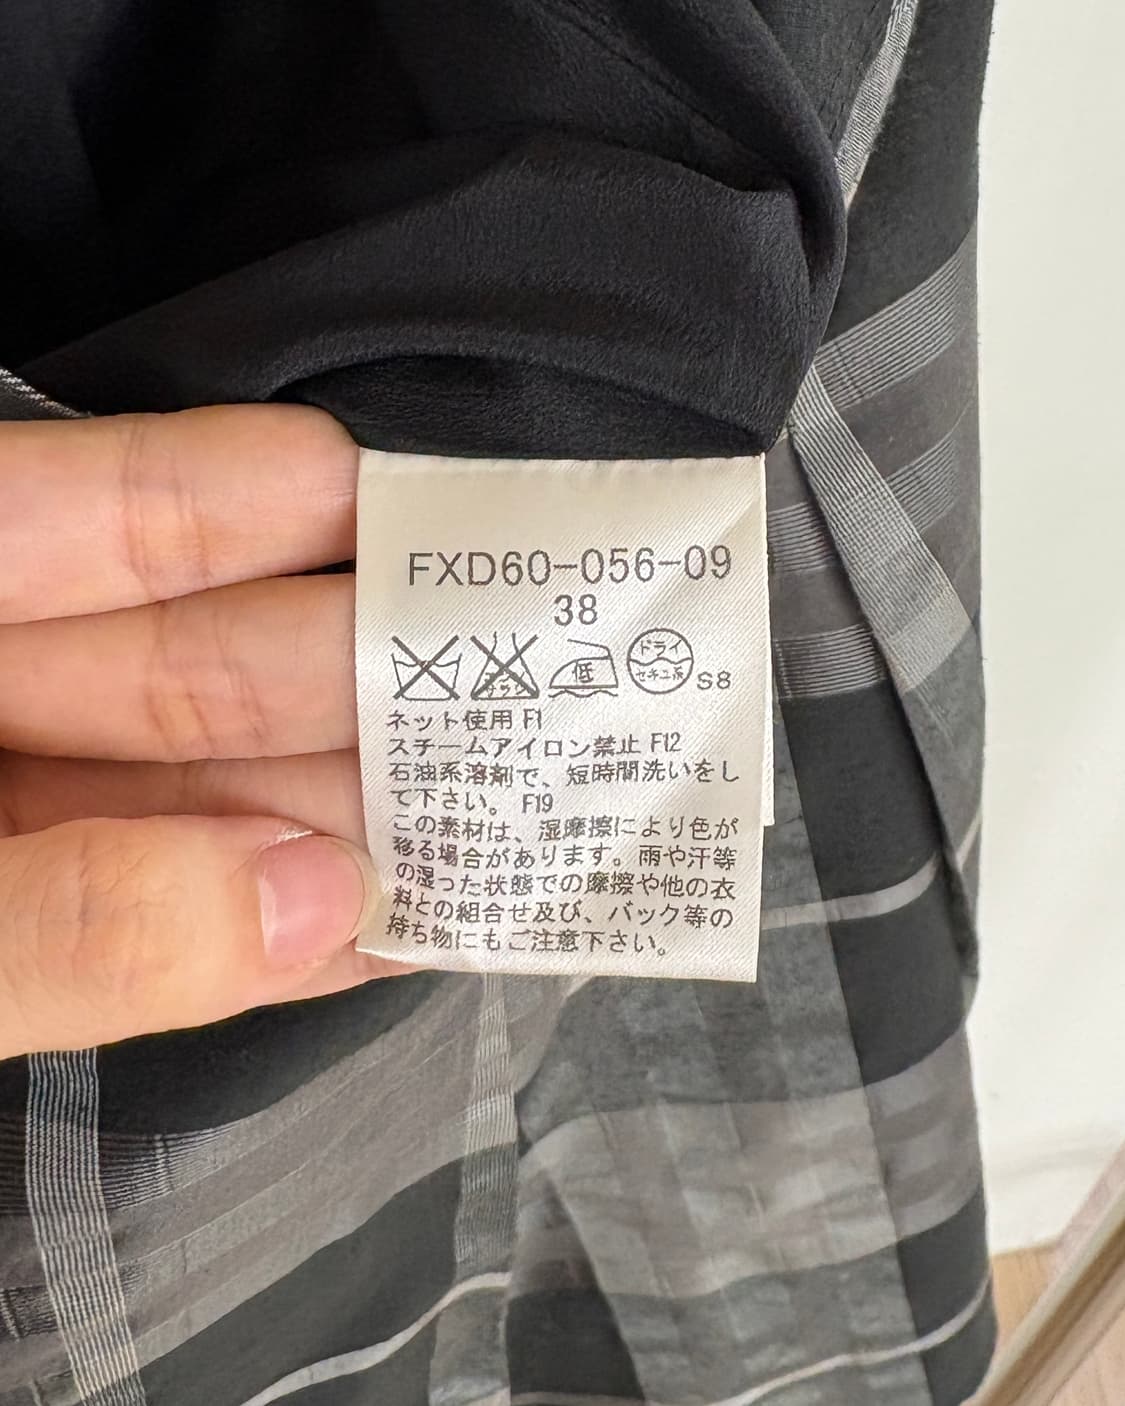 FXD60-056-09
38
低
ドライ
セキユ系
S8
ネット使用 F1
スチームアイロン禁止 F12
石油系溶剤で、短時間洗いをし
て下さい。 F19
この素材は、湿摩擦により色が
移る場合があります。雨や汗等
の湿った状態での摩擦や他の衣
料との組合せ及び、バック等の
持ち物にもご注意下さい。